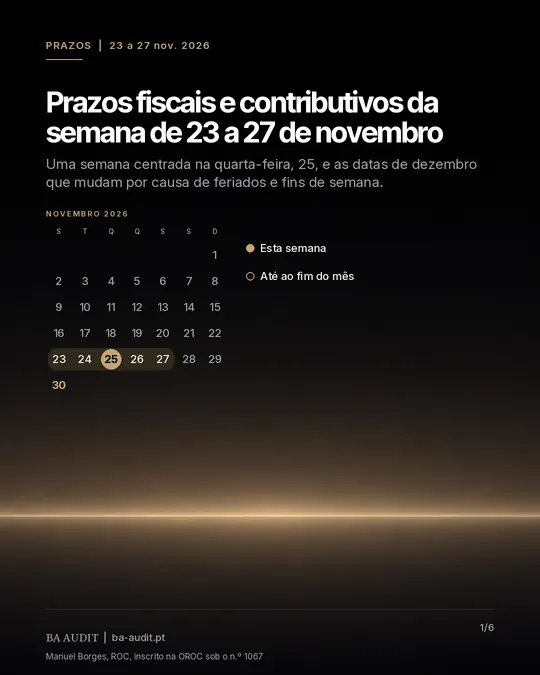 PRAZOS | 23 a 27 nov. 2026
Prazos fiscais e contributivos da
semana de 23 a 27 de novembro
Uma semana centrada na quarta-feira, 25, e as datas de dezembro
que mudam por causa de feriados e fins de semana.
NOVEMBRO 2026
S T Q Q S S D
1
2 3 4 5 6 7 8
9 10 11 12 13 14 15
16 17 18 19 20 21 22
23 24 25 26 27 28 29
30
Esta semana
Até ao fim do mês
1/6
BA AUDIT | ba-audit.pt
Manuel Borges, ROC, inscrito na OROC sob o n.º 1067